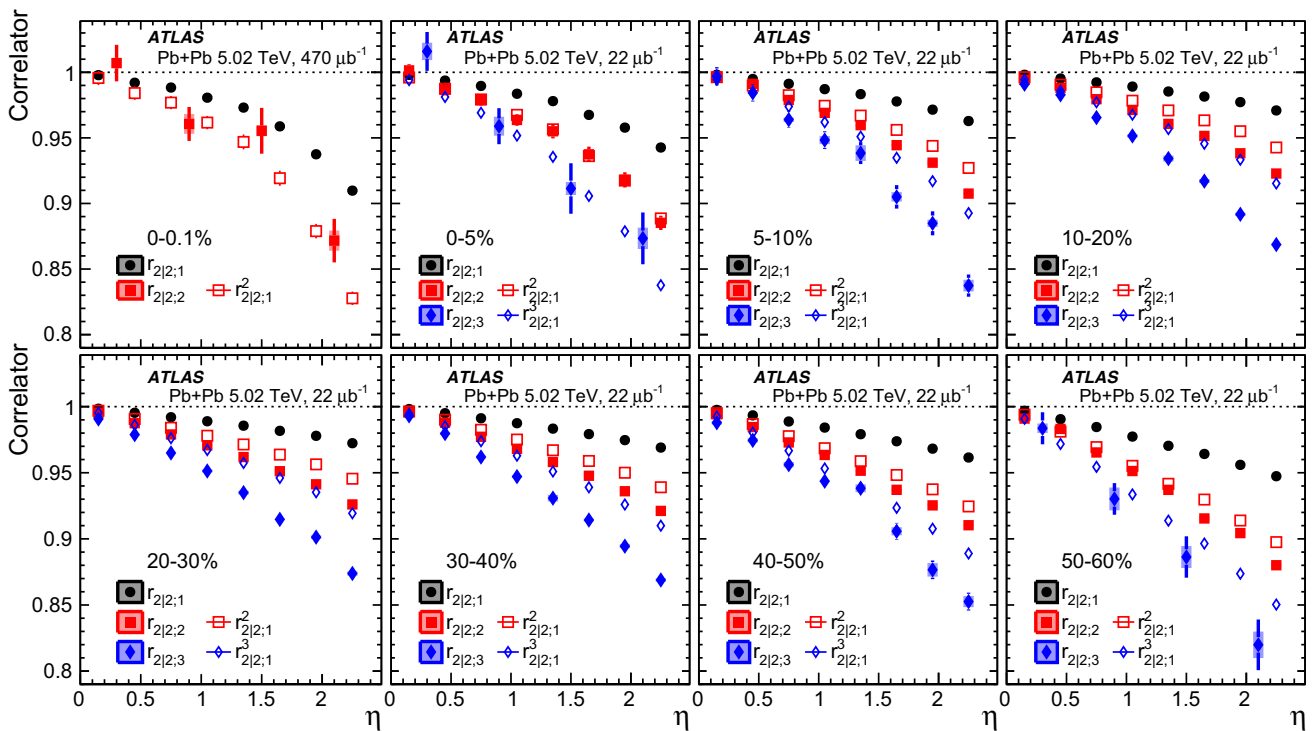 Correlator
ATLAS
Pb+Pb 5.02 TeV, 470 μb⁻¹
1
0.95
0.9
0.85
0.8
0-0.1%
r2|2;1
r2|2;2 r²2|2;1
ATLAS
Pb+Pb 5.02 TeV, 22 μb⁻¹
0-5%
r2|2;1
r2|2;2 r²2|2;1
r2|2;3 r³2|2;1
ATLAS
Pb+Pb 5.02 TeV, 22 μb⁻¹
5-10%
r2|2;1
r2|2;2 r²2|2;1
r2|2;3 r³2|2;1
ATLAS
Pb+Pb 5.02 TeV, 22 μb⁻¹
10-20%
r2|2;1
r2|2;2 r²2|2;1
r2|2;3 r³2|2;1
Correlator
ATLAS
Pb+Pb 5.02 TeV, 22 μb⁻¹
1
0.95
0.9
0.85
0.8
20-30%
r2|2;1
r2|2;2 r²2|2;1
r2|2;3 r³2|2;1
0 0.5 1 1.5 2 η
ATLAS
Pb+Pb 5.02 TeV, 22 μb⁻¹
30-40%
r2|2;1
r2|2;2 r²2|2;1
r2|2;3 r³2|2;1
0 0.5 1 1.5 2 η
ATLAS
Pb+Pb 5.02 TeV, 22 μb⁻¹
40-50%
r2|2;1
r2|2;2 r²2|2;1
r2|2;3 r³2|2;1
0 0.5 1 1.5 2 η
ATLAS
Pb+Pb 5.02 TeV, 22 μb⁻¹
50-60%
r2|2;1
r2|2;2 r²2|2;1
r2|2;3 r³2|2;1
0 0.5 1 1.5 2 η